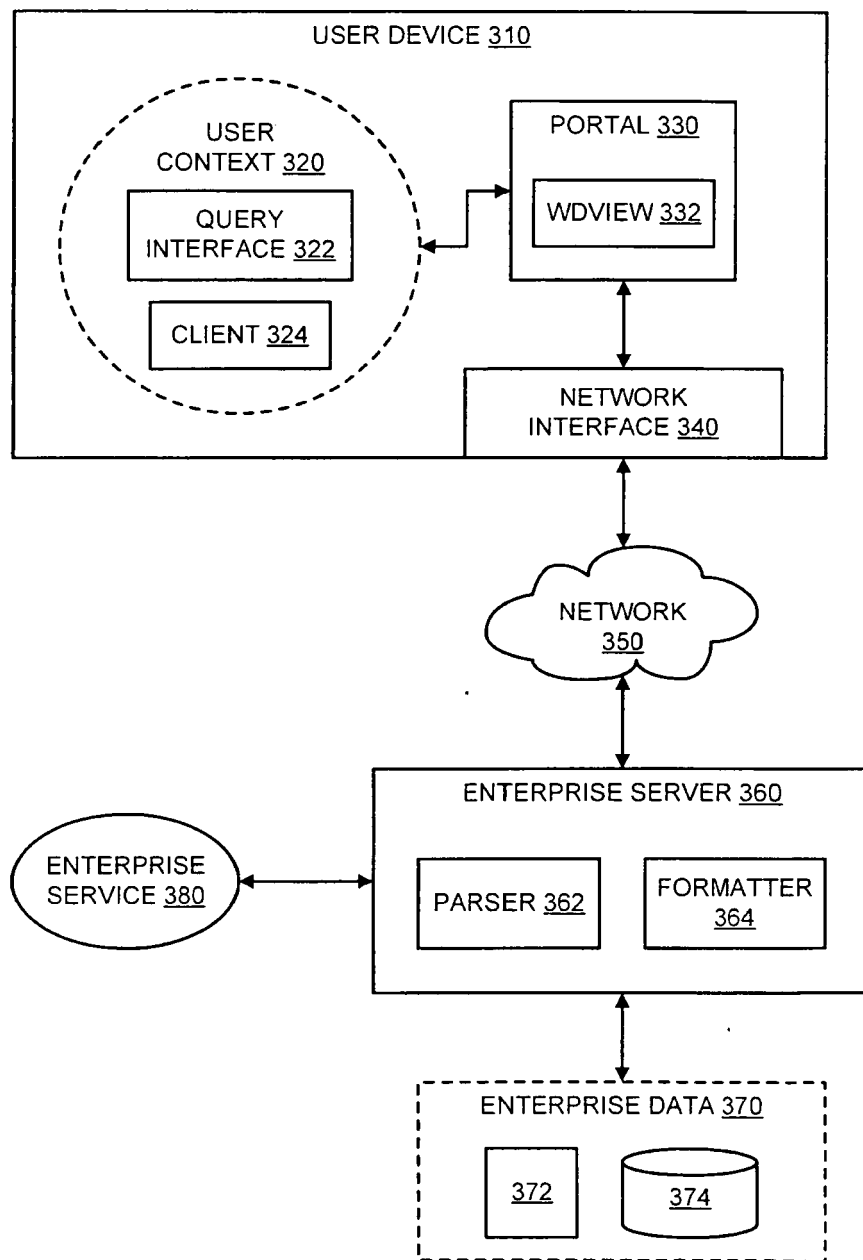 USER DEVICE 310
USER
CONTEXT 320
QUERY
INTERFACE 322
CLIENT 324
PORTAL 330
WDVIEW 332
NETWORK
INTERFACE 340
NETWORK
350
ENTERPRISE SERVER 360
PARSER 362
FORMATTER
364
ENTERPRISE
SERVICE 380
ENTERPRISE DATA 370
372
374